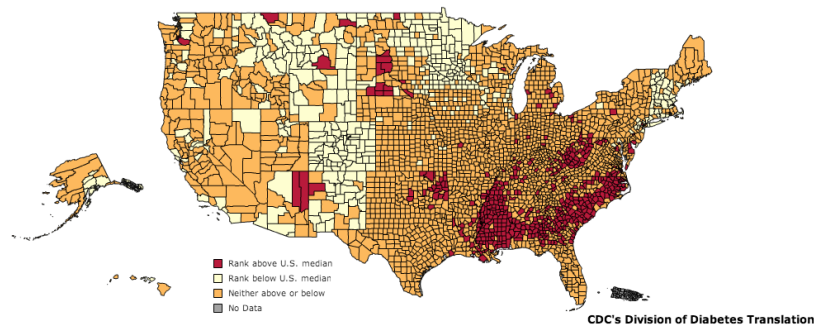 Rank above U.S. median
Rank below U.S. median
Neither above or below
No Data
CDC's Division of Diabetes Translation